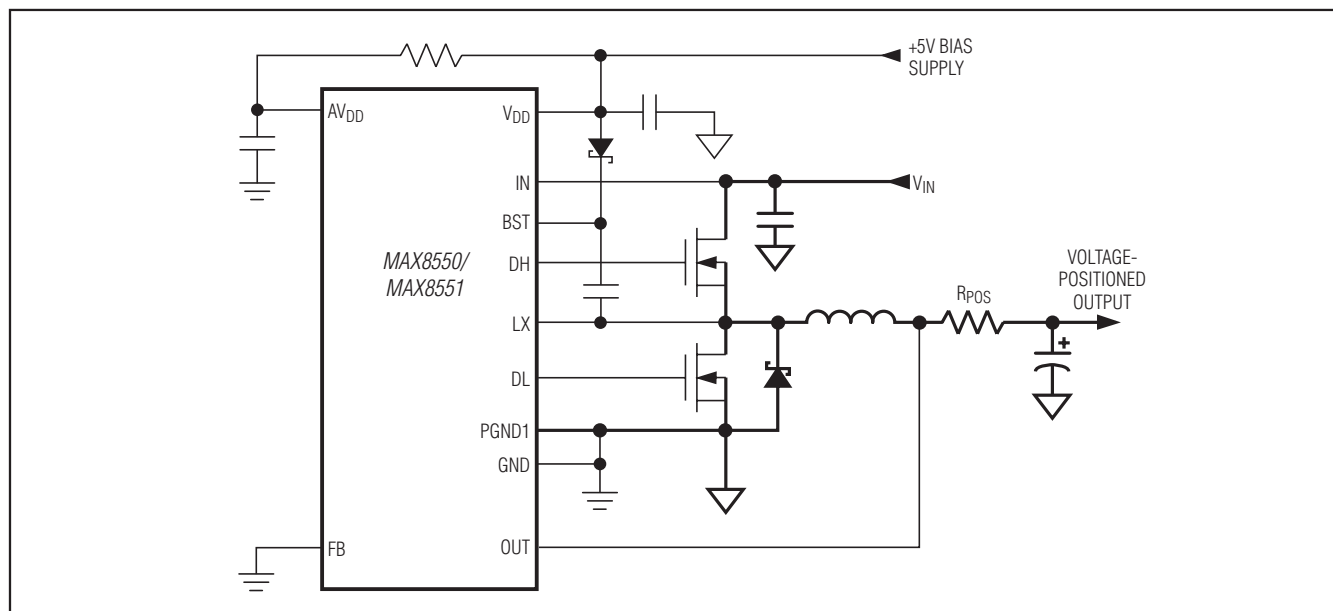 +5V BIAS
SUPPLY
AVDD
VDD
IN
VIN
BST
MAX8550/
MAX8551
DH
VOLTAGE-
POSITIONED
OUTPUT
RPOS
LX
+
DL
PGND1
GND
FB
OUT